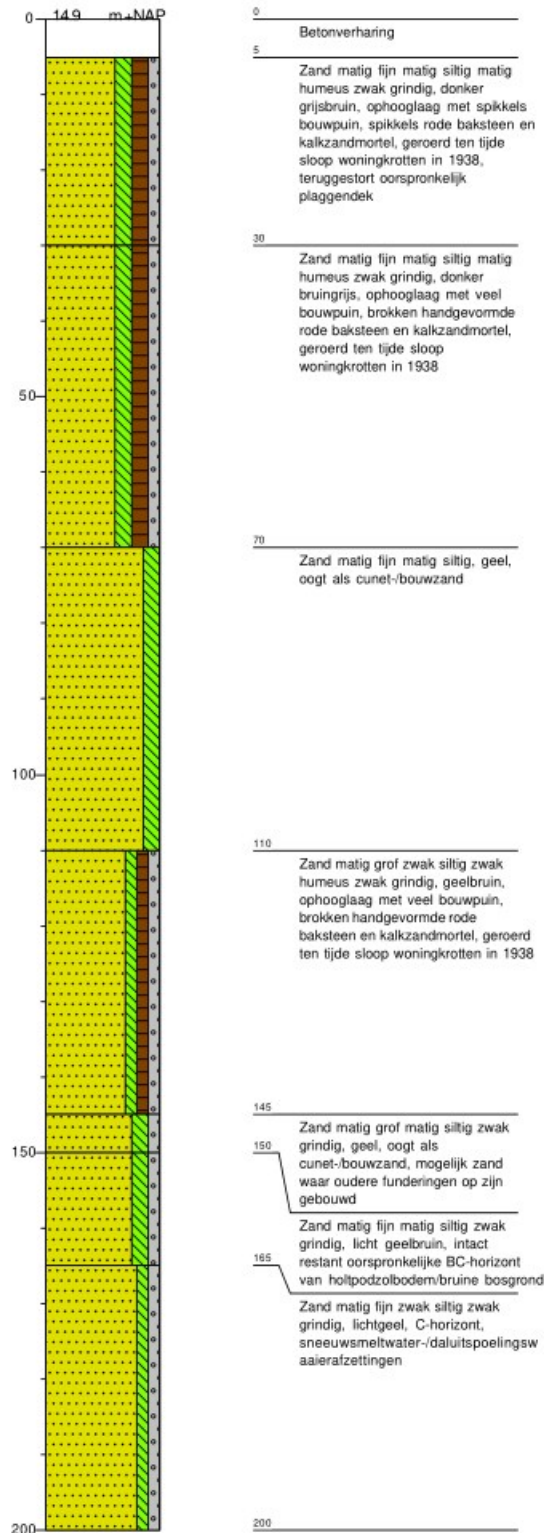 14.9 m+NAP
0
0
Betonverharing
5
Zand matig fijn matig siltig matig
humeus zwak grindig, donker
grijsbruin, ophooglaag met spikkels
bouwpuin, spikkels rode baksteen en
kalkzandmortel, geroerd ten tijde
sloop woningkrotten in 1938,
teruggestort oorspronkelijk
plaggendek
30
Zand matig fijn matig siltig matig
humeus zwak grindig, donker
bruingrijs, ophooglaag met veel
bouwpuin, brokken handgevormde
rode baksteen en kalkzandmortel,
geroerd ten tijde sloop
woningkrotten in 1938
50
70
Zand matig fijn matig siltig, geel,
oogt als cunet-/bouwzand
100
110
Zand matig grof zwak siltig zwak
humeus zwak grindig, geelbruin,
ophooglaag met veel bouwpuin,
brokken handgevormde rode
baksteen en kalkzandmortel, geroerd
ten tijde sloop woningkrotten in 1938
145
Zand matig grof matig siltig zwak
grindig, geel, oogt als
cunet-/bouwzand, mogelijk zand
waar oudere funderingen op zijn
gebouwd
150
150
Zand matig fijn matig siltig zwak
grindig, licht geelbruin, intact
restant oorspronkelijke BC-horizont
van holtpodzolbodem/bruine bosgrond
165
Zand matig fijn zwak siltig zwak
grindig, lichtgeel, C-horizont,
sneeuwsmeltwater-/daluitspoelingsw
aaierafzettingen
200
200